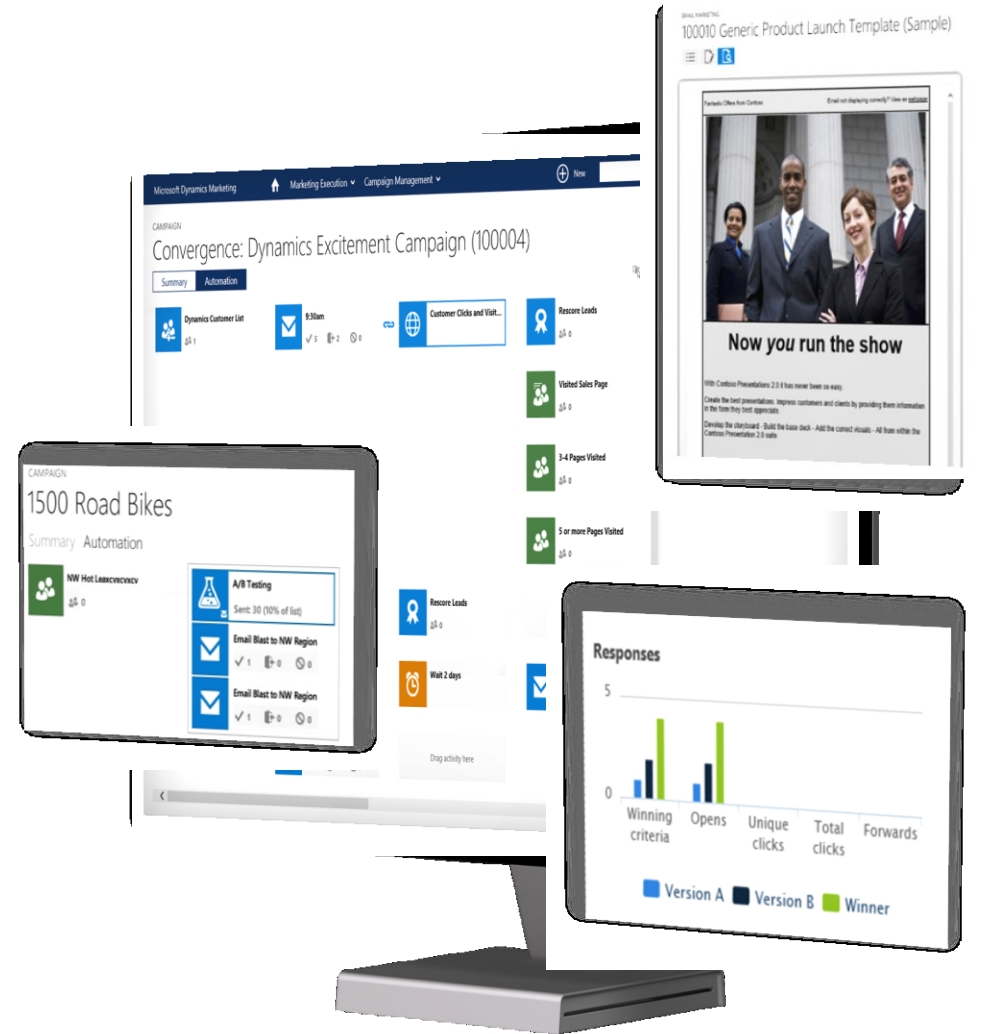 EMAIL MARKETING
100010 Generic Product Launch Template (Sample)
Fantastic Offers from Contoso
Email not displaying correctly? View as webpage
Now you run the show
With Contoso Presentations 2.0 it has never been so easy.
Create the best presentations. Impress customers and clients by providing them information
in the form they best appreciate.
Develop the storyboard - Build the base deck - Add the correct visuals - All from within the
Contoso Presentation 2.0 suite
Microsoft Dynamics Marketing
Marketing Execution
Campaign Management
New
CAMPAIGN
Convergence: Dynamics Excitement Campaign (100004)
Summary
Automation
Dynamics Customer List
1
9:30am
5
2
0
Customer Clicks and Visit...
Rescore Leads
0
Visited Sales Page
0
3-4 Pages Visited
0
5 or more Pages Visited
0
Rescore Leads
0
Wait 2 days
Drag activity here
CAMPAIGN
1500 Road Bikes
Summary Automation
NW Hot Leaxcvxcvxcv
0
A/B Testing
Sent: 30 (10% of list)
Email Blast to NW Region
1 0 0
Email Blast to NW Region
1 0 0
Responses
5
0
Winning
criteria
Opens
Unique
clicks
Total
clicks
Forwards
Version A
Version B
Winner